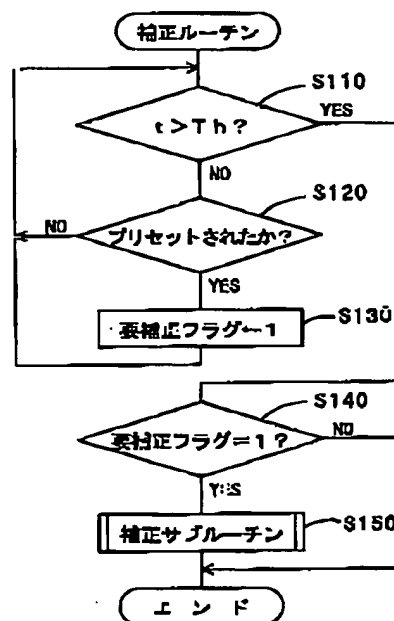 補正ルーチン
S110
t>Th?
YES
NO
S120
プリセットされたか?
NO
YES
要補正フラグ←1
S130
S140
要補正フラグ=1?
NO
YES
補正サブルーチン
S150
エンド